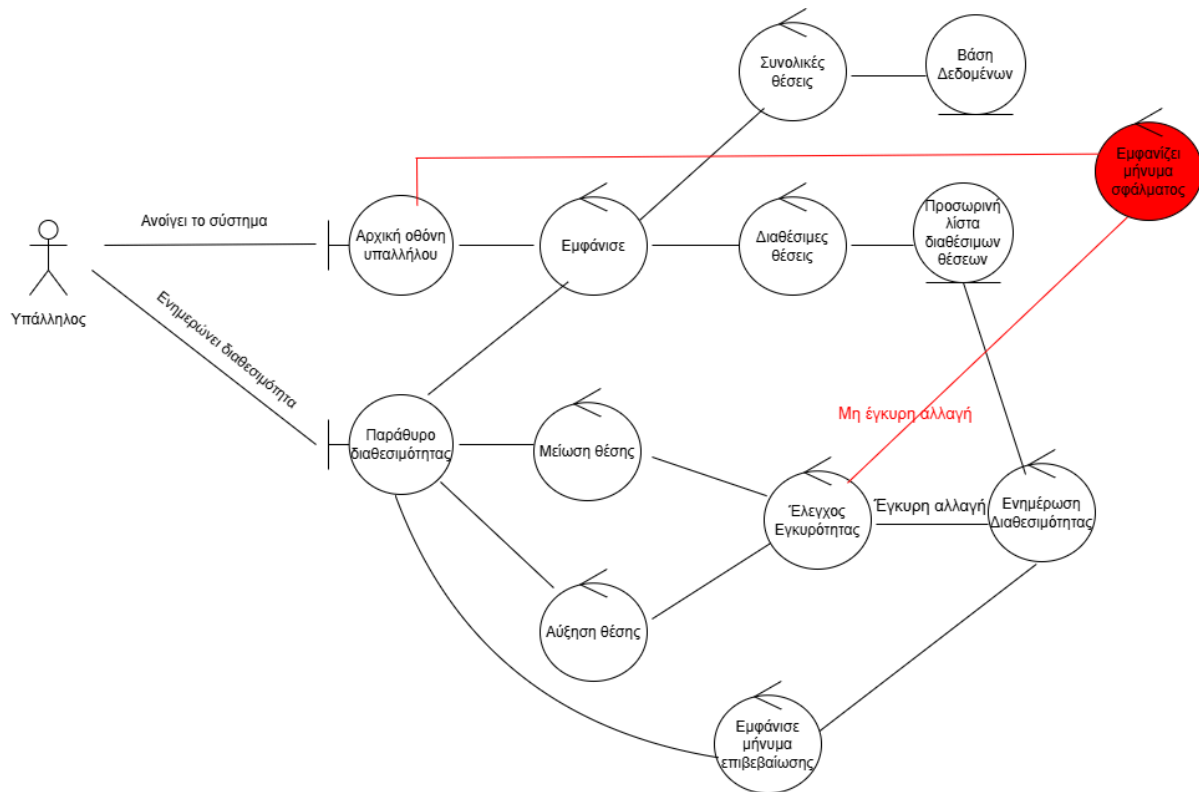 Συνολικές
θέσεις
Βάση
Δεδομένων
Εμφανίζει
μήνυμα
σφάλματος
Ανοίγει το σύστημα
Αρχική οθόνη
υπαλλήλου
Εμφάνισε
Διαθέσιμες
θέσεις
Προσωρινή
λίστα
διαθέσιμων
θέσεων
Υπάλληλος
Ενημερώνει διαθεσιμότητα
Παράθυρο
διαθεσιμότητας
Μείωση θέσης
Μη έγκυρη αλλαγή
Έλεγχος
Εγκυρότητας
Έγκυρη αλλαγή
Ενημέρωση
Διαθεσιμότητας
Αύξηση θέσης
Εμφάνισε
μήνυμα
επιβεβαίωσης